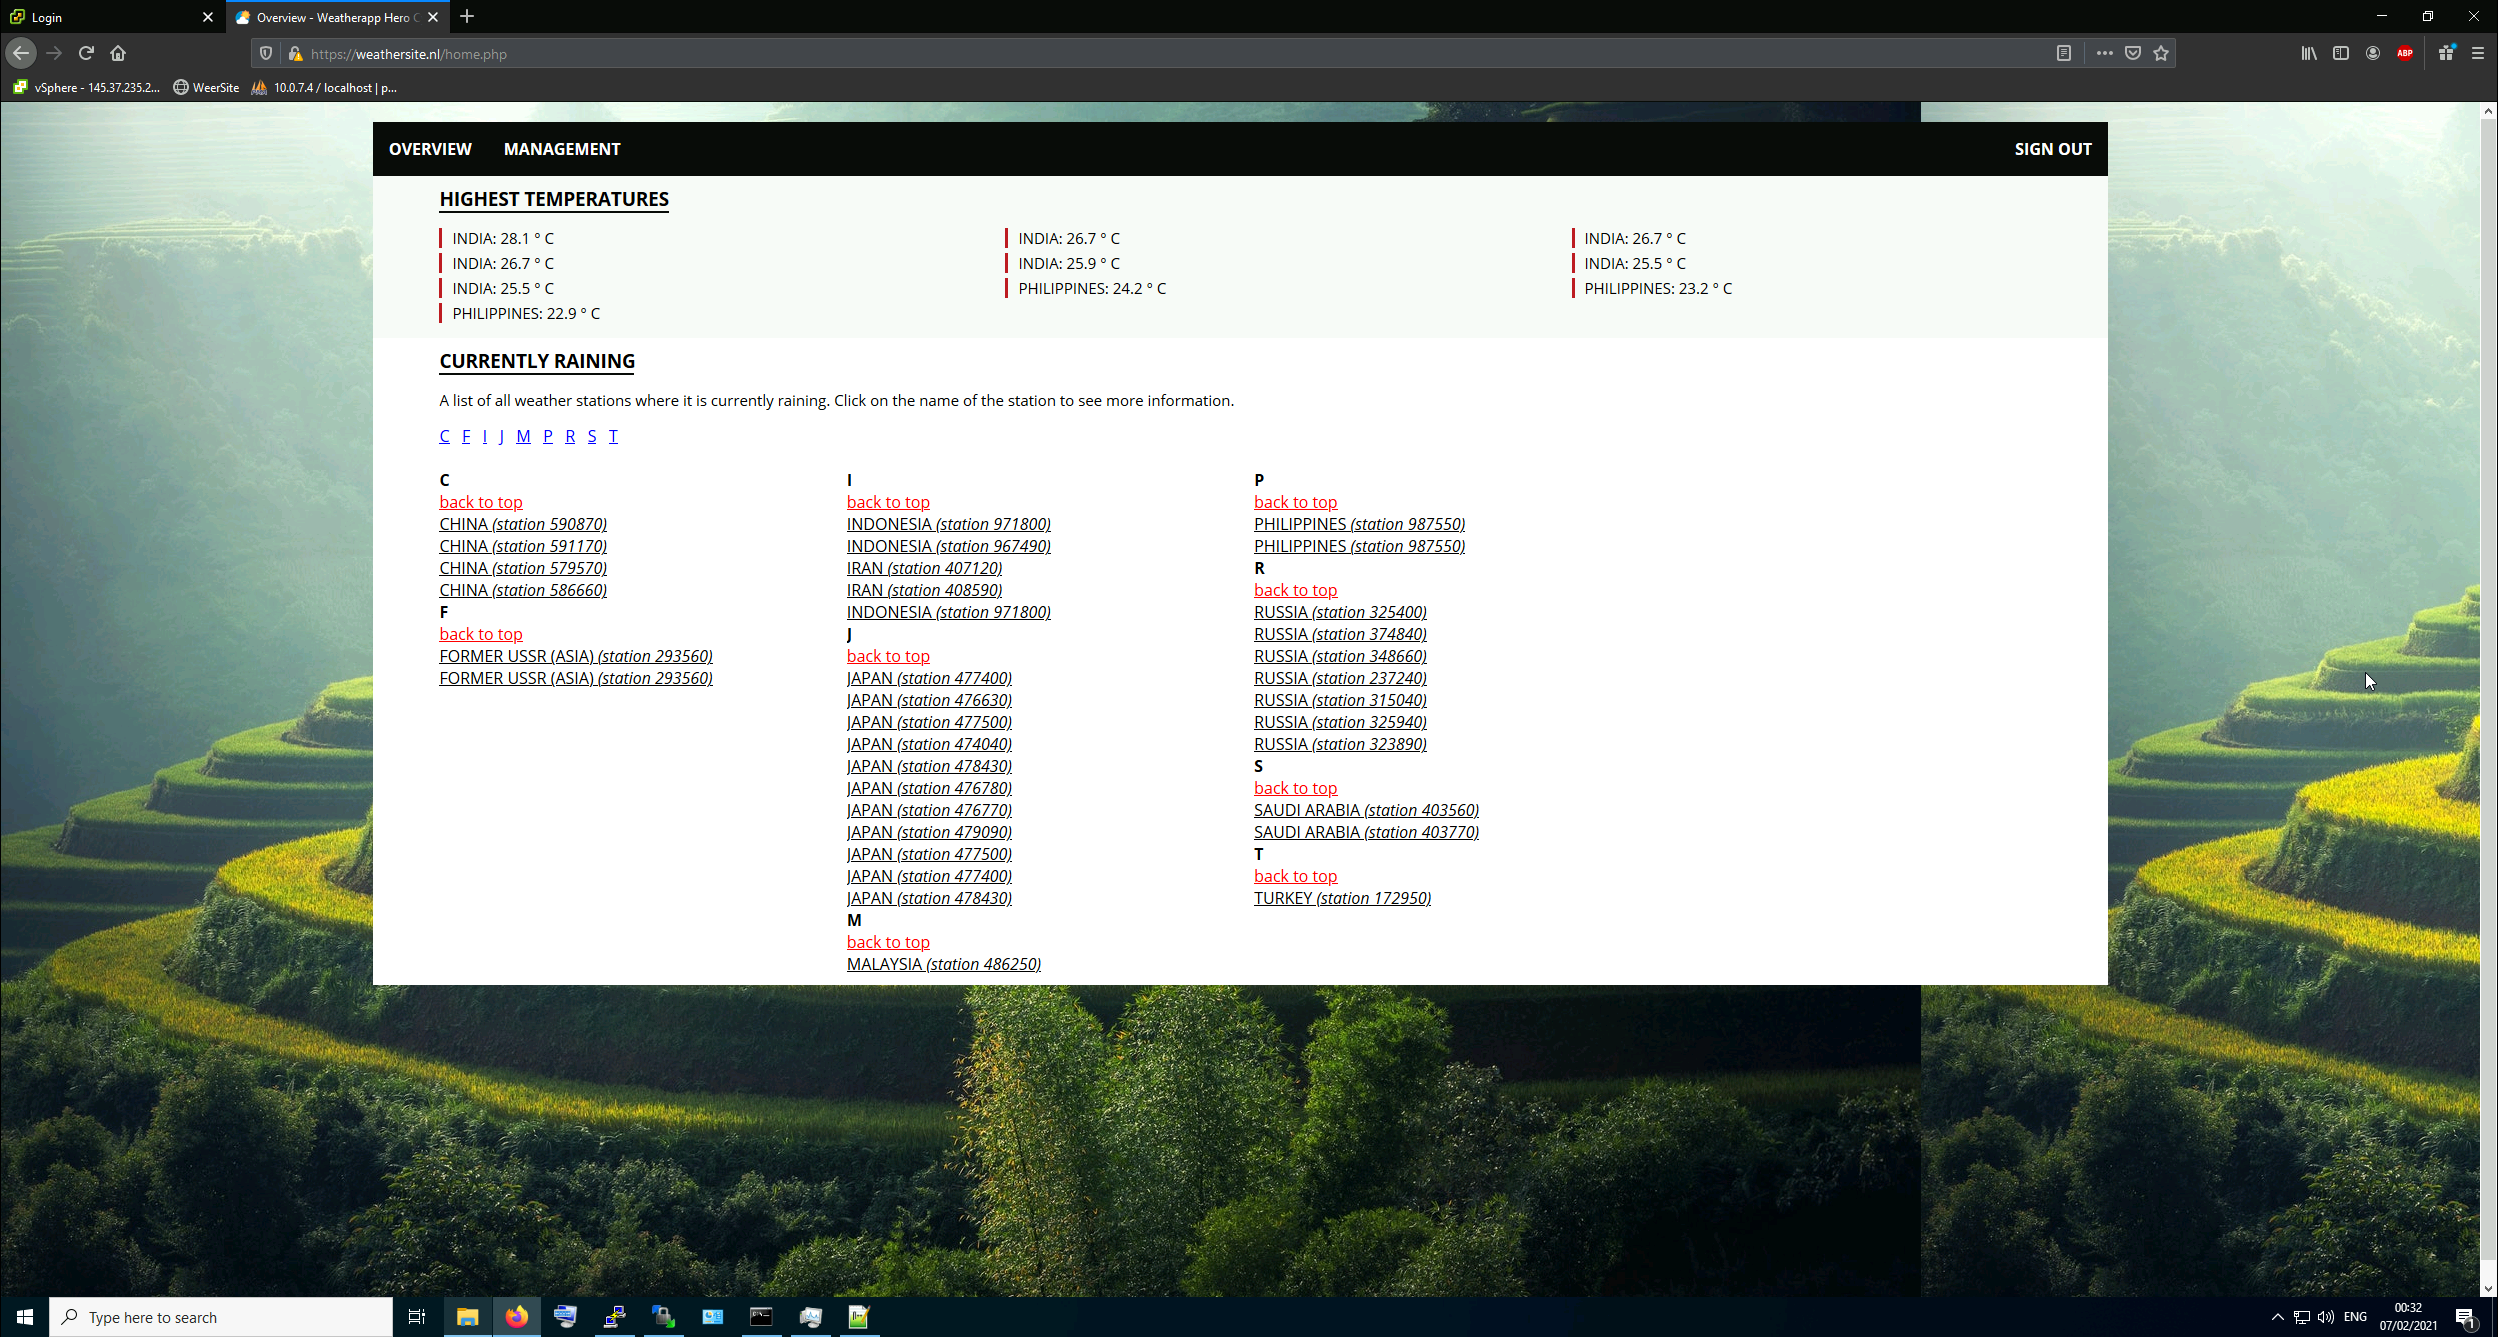 Login
Overview - Weatherapp Hero C
https://weathersite.nl/home.php
ABP
vSphere - 145.37.235.2...
WeerSite
10.0.7.4 / localhost | p...
OVERVIEW
MANAGEMENT
SIGN OUT
HIGHEST TEMPERATURES
INDIA: 28.1 ° C
INDIA: 26.7 ° C
INDIA: 26.7 ° C
INDIA: 26.7 ° C
INDIA: 25.9 ° C
INDIA: 25.5 ° C
INDIA: 25.5 ° C
PHILIPPINES: 24.2 ° C
PHILIPPINES: 23.2 ° C
PHILIPPINES: 22.9 ° C
CURRENTLY RAINING
A list of all weather stations where it is currently raining. Click on the name of the station to see more information.
C F I J M P R S T
C
back to top
CHINA (station 590870)
CHINA (station 591170)
CHINA (station 579570)
CHINA (station 586660)
F
back to top
FORMER USSR (ASIA) (station 293560)
FORMER USSR (ASIA) (station 293560)
I
back to top
INDONESIA (station 971800)
INDONESIA (station 967490)
IRAN (station 407120)
IRAN (station 408590)
INDONESIA (station 971800)
J
back to top
JAPAN (station 477400)
JAPAN (station 476630)
JAPAN (station 477500)
JAPAN (station 474040)
JAPAN (station 478430)
JAPAN (station 476780)
JAPAN (station 476770)
JAPAN (station 479090)
JAPAN (station 477500)
JAPAN (station 477400)
JAPAN (station 478430)
M
back to top
MALAYSIA (station 486250)
P
back to top
PHILIPPINES (station 987550)
PHILIPPINES (station 987550)
R
back to top
RUSSIA (station 325400)
RUSSIA (station 374840)
RUSSIA (station 348660)
RUSSIA (station 237240)
RUSSIA (station 315040)
RUSSIA (station 325940)
RUSSIA (station 323890)
S
back to top
SAUDI ARABIA (station 403560)
SAUDI ARABIA (station 403770)
T
back to top
TURKEY (station 172950)
Type here to search
ENG
00:32
07/02/2021
1